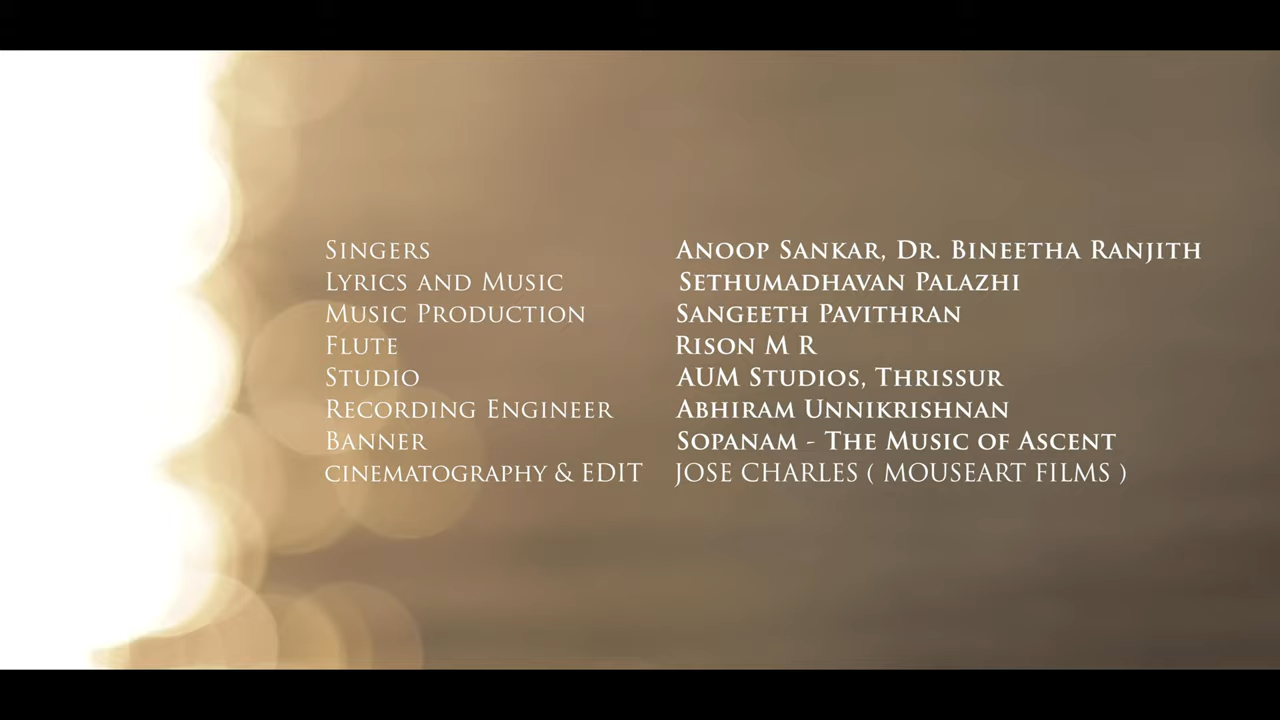 Singers Anoop Sankar, Dr. Bineetha Ranjith
Lyrics and Music Sethumadhavan Palazhi
Music Production Sangeeth Pavithran
Flute Rison M R
Studio AUM Studios, Thrissur
Recording Engineer Abhiram Unnikrishnan
Banner Sopanam - The Music of Ascent
CINEMATOGRAPHY & EDIT JOSE CHARLES ( MOUSEART FILMS )